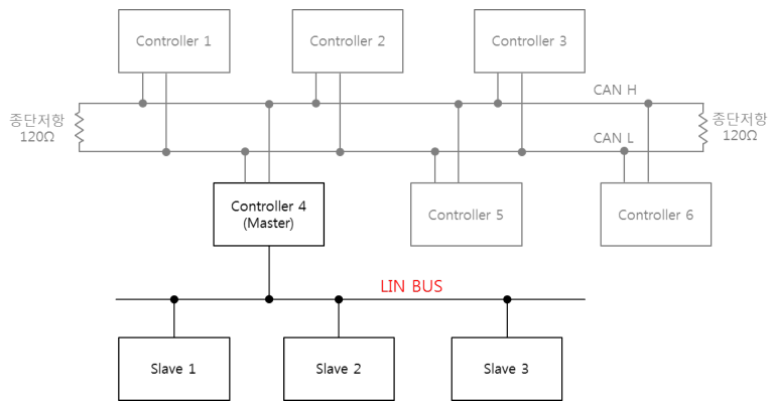 Controller 1
Controller 2
Controller 3
CAN H
종단저항
120Ω
종단저항
120Ω
CAN L
Controller 4
(Master)
Controller 5
Controller 6
LIN BUS
Slave 1
Slave 2
Slave 3